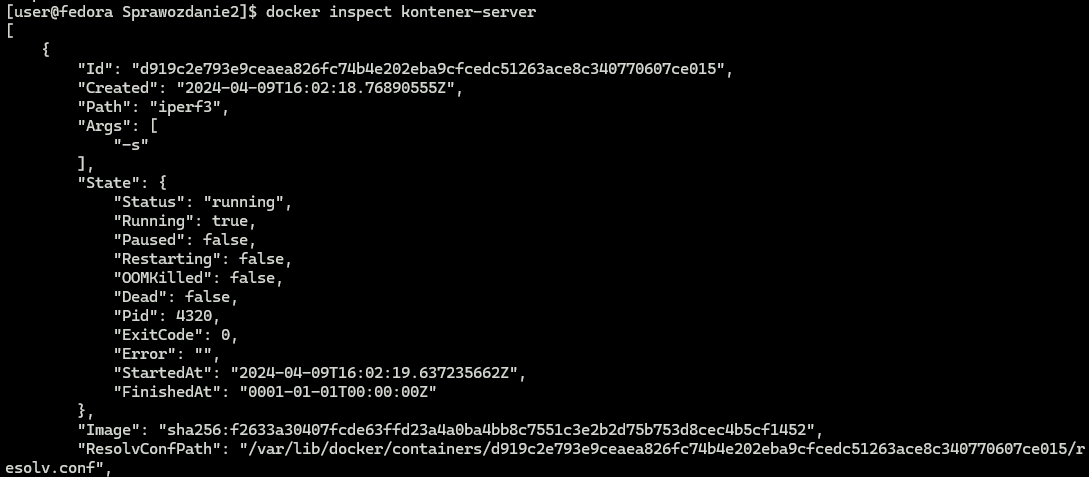 [user@fedora Sprawozdanie2]$ docker inspect kontener-server
[
    {
        "Id": "d919c2e793e9ceaea826fc74b4e202eba9cfcedc51263ace8c340770607ce015",
        "Created": "2024-04-09T16:02:18.76890555Z",
        "Path": "iperf3",
        "Args": [
            "-s"
        ],
        "State": {
            "Status": "running",
            "Running": true,
            "Paused": false,
            "Restarting": false,
            "OOMKilled": false,
            "Dead": false,
            "Pid": 4320,
            "ExitCode": 0,
            "Error": "",
            "StartedAt": "2024-04-09T16:02:19.637235662Z",
            "FinishedAt": "0001-01-01T00:00:00Z"
        },
        "Image": "sha256:f2633a30407fcde63ffd23a4a0ba4bb8c7551c3e2b2d75b753d8cec4b5cf1452",
        "ResolvConfPath": "/var/lib/docker/containers/d919c2e793e9ceaea826fc74b4e202eba9cfcedc51263ace8c340770607ce015/r
esolv.conf",